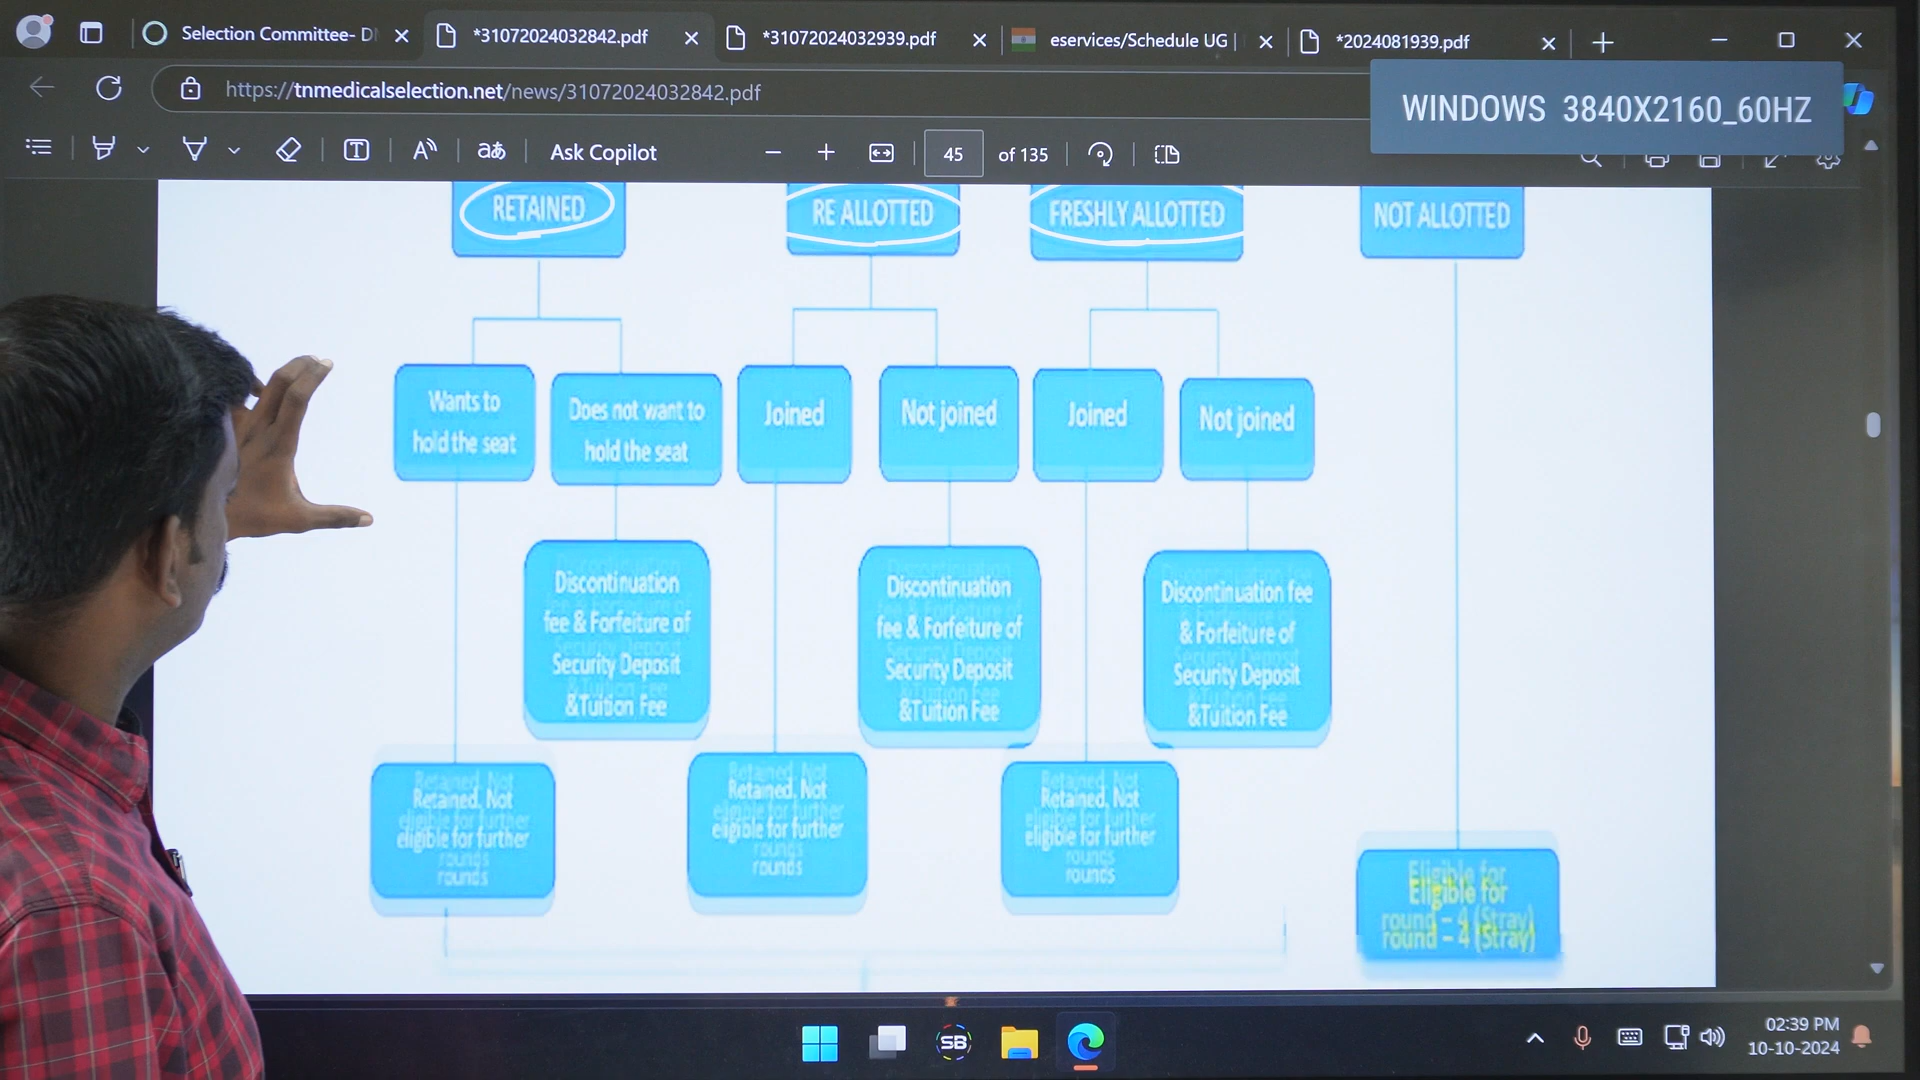 Selection Committee- D
*31072024032842.pdf
*31072024032939.pdf
eservices/Schedule UG |
*2024081939.pdf
https://tnmedicalselection.net/news/31072024032842.pdf
WINDOWS 3840X2160_60HZ
Ask Copilot
45
of 135
RETAINED
RE ALLOTTED
FRESHLY ALLOTTED
NOT ALLOTTED
Wants to
hold the seat
Does not want to
hold the seat
Joined
Not joined
Joined
Not joined
Discontinuation
fee & Forfeiture of
Security Deposit
&Tuition Fee
Discontinuation
fee & Forfeiture of
Security Deposit
&Tuition Fee
Discontinuation fee
& Forfeiture of
Security Deposit
&Tuition Fee
Retained. Not
eligible for further
rounds
Retained. Not
eligible for further
rounds
Retained. Not
eligible for further
rounds
Eligible for
round – 4 (Stray)
SB
02:39 PM
10-10-2024